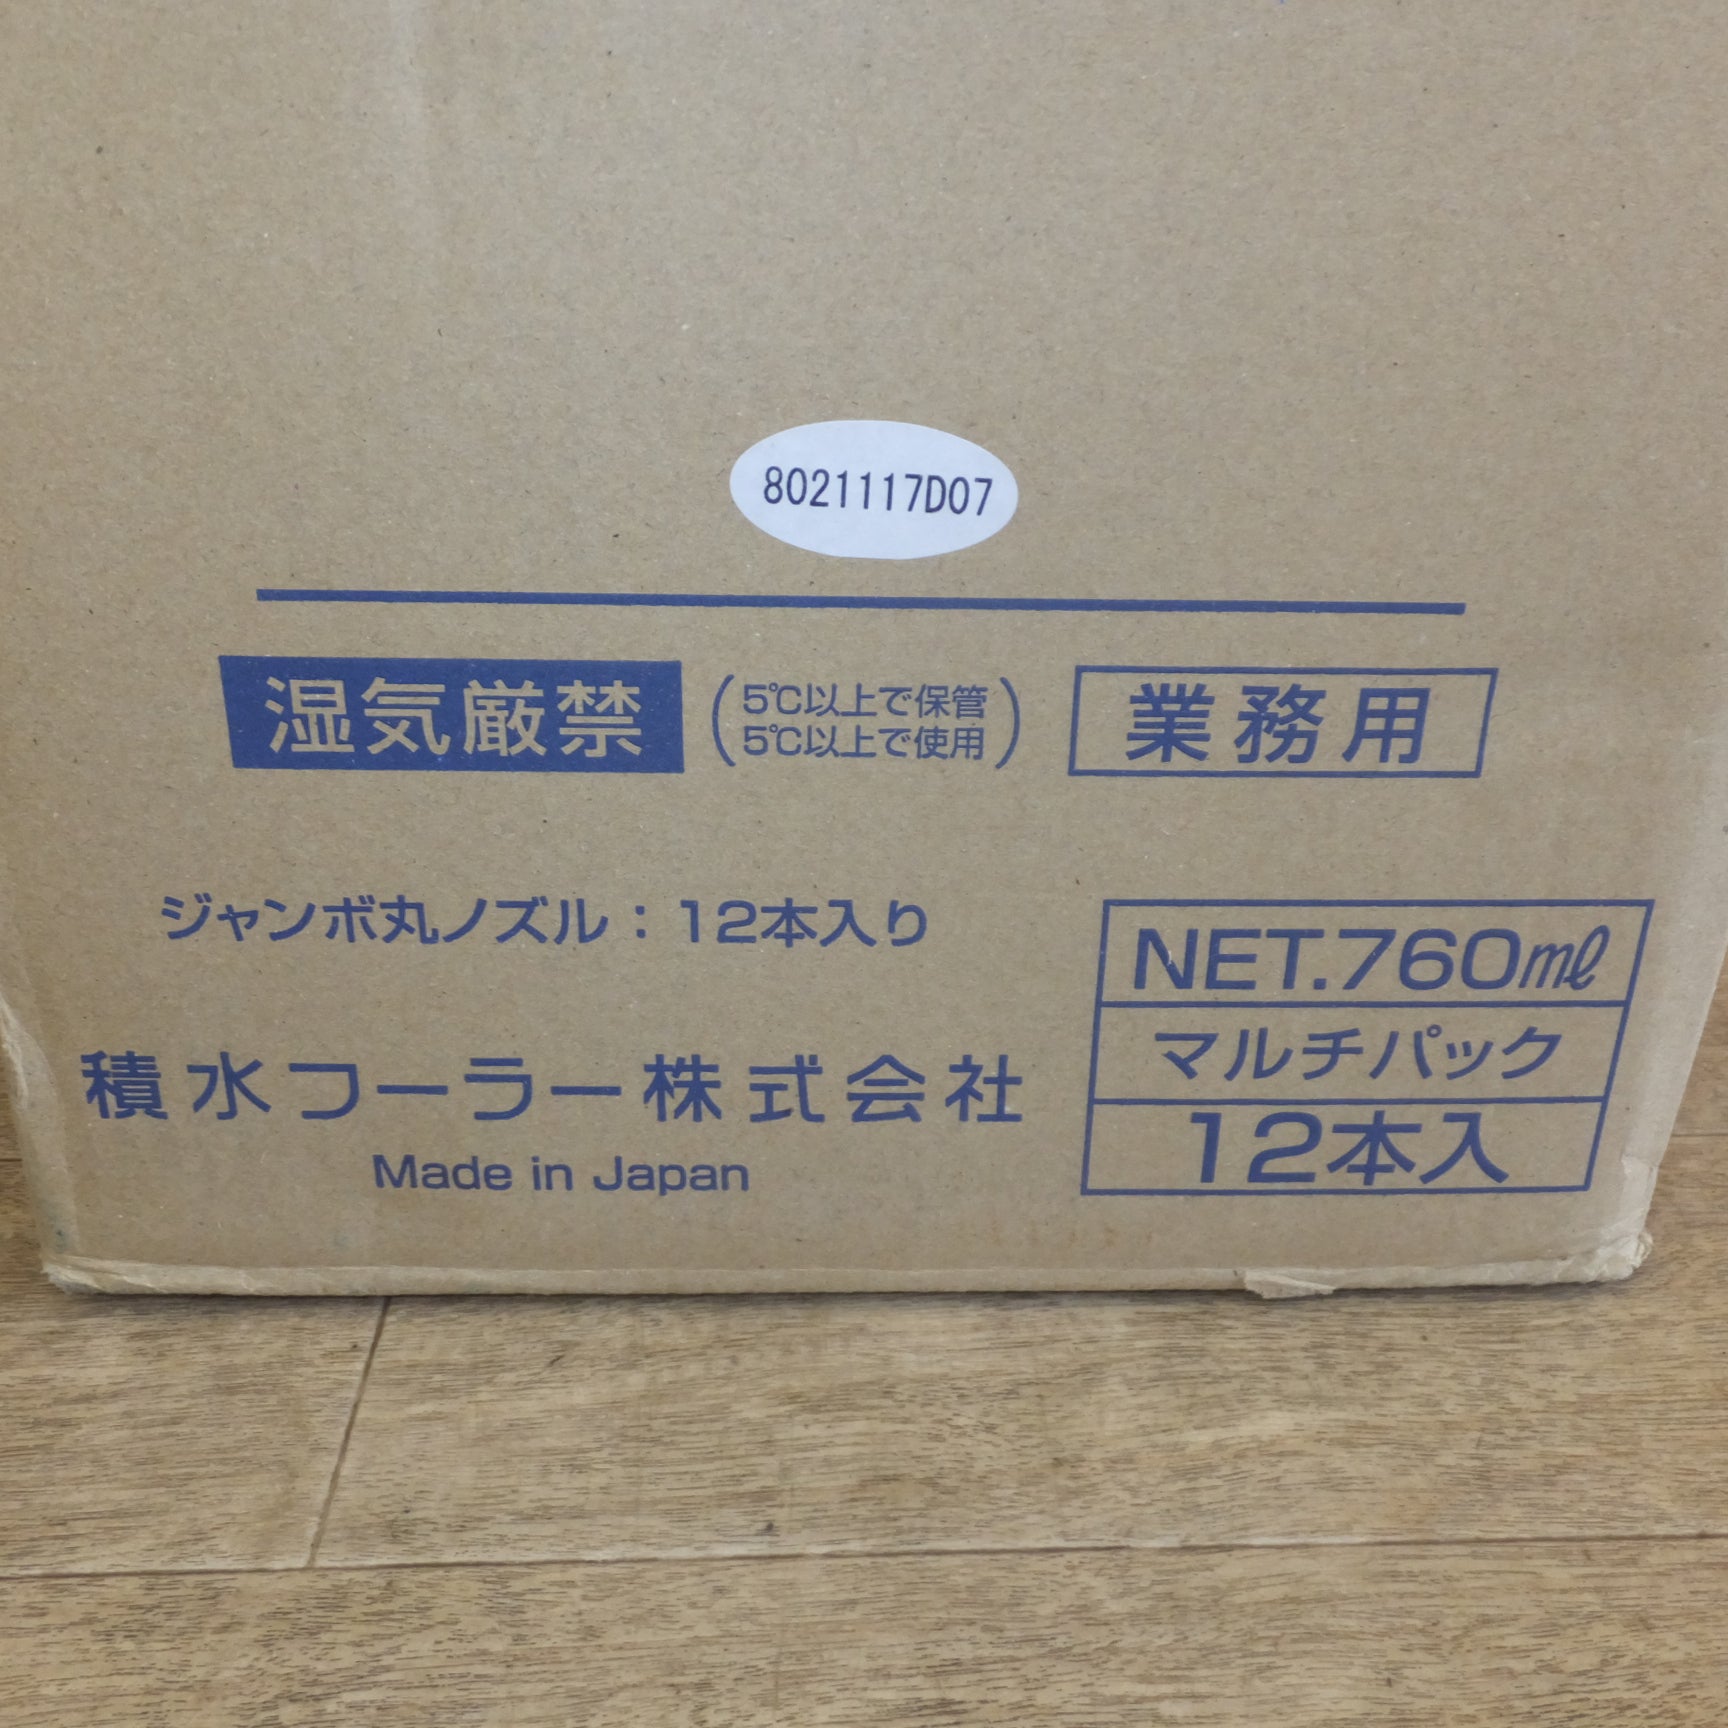 8021117D07
湿気厳禁
(5℃以上で保管
5℃以上で使用)
業務用
ジャンボ丸ノズル：12本入り
積水フーラー株式会社
Made in Japan
NET.760mℓ
マルチパック
12本入